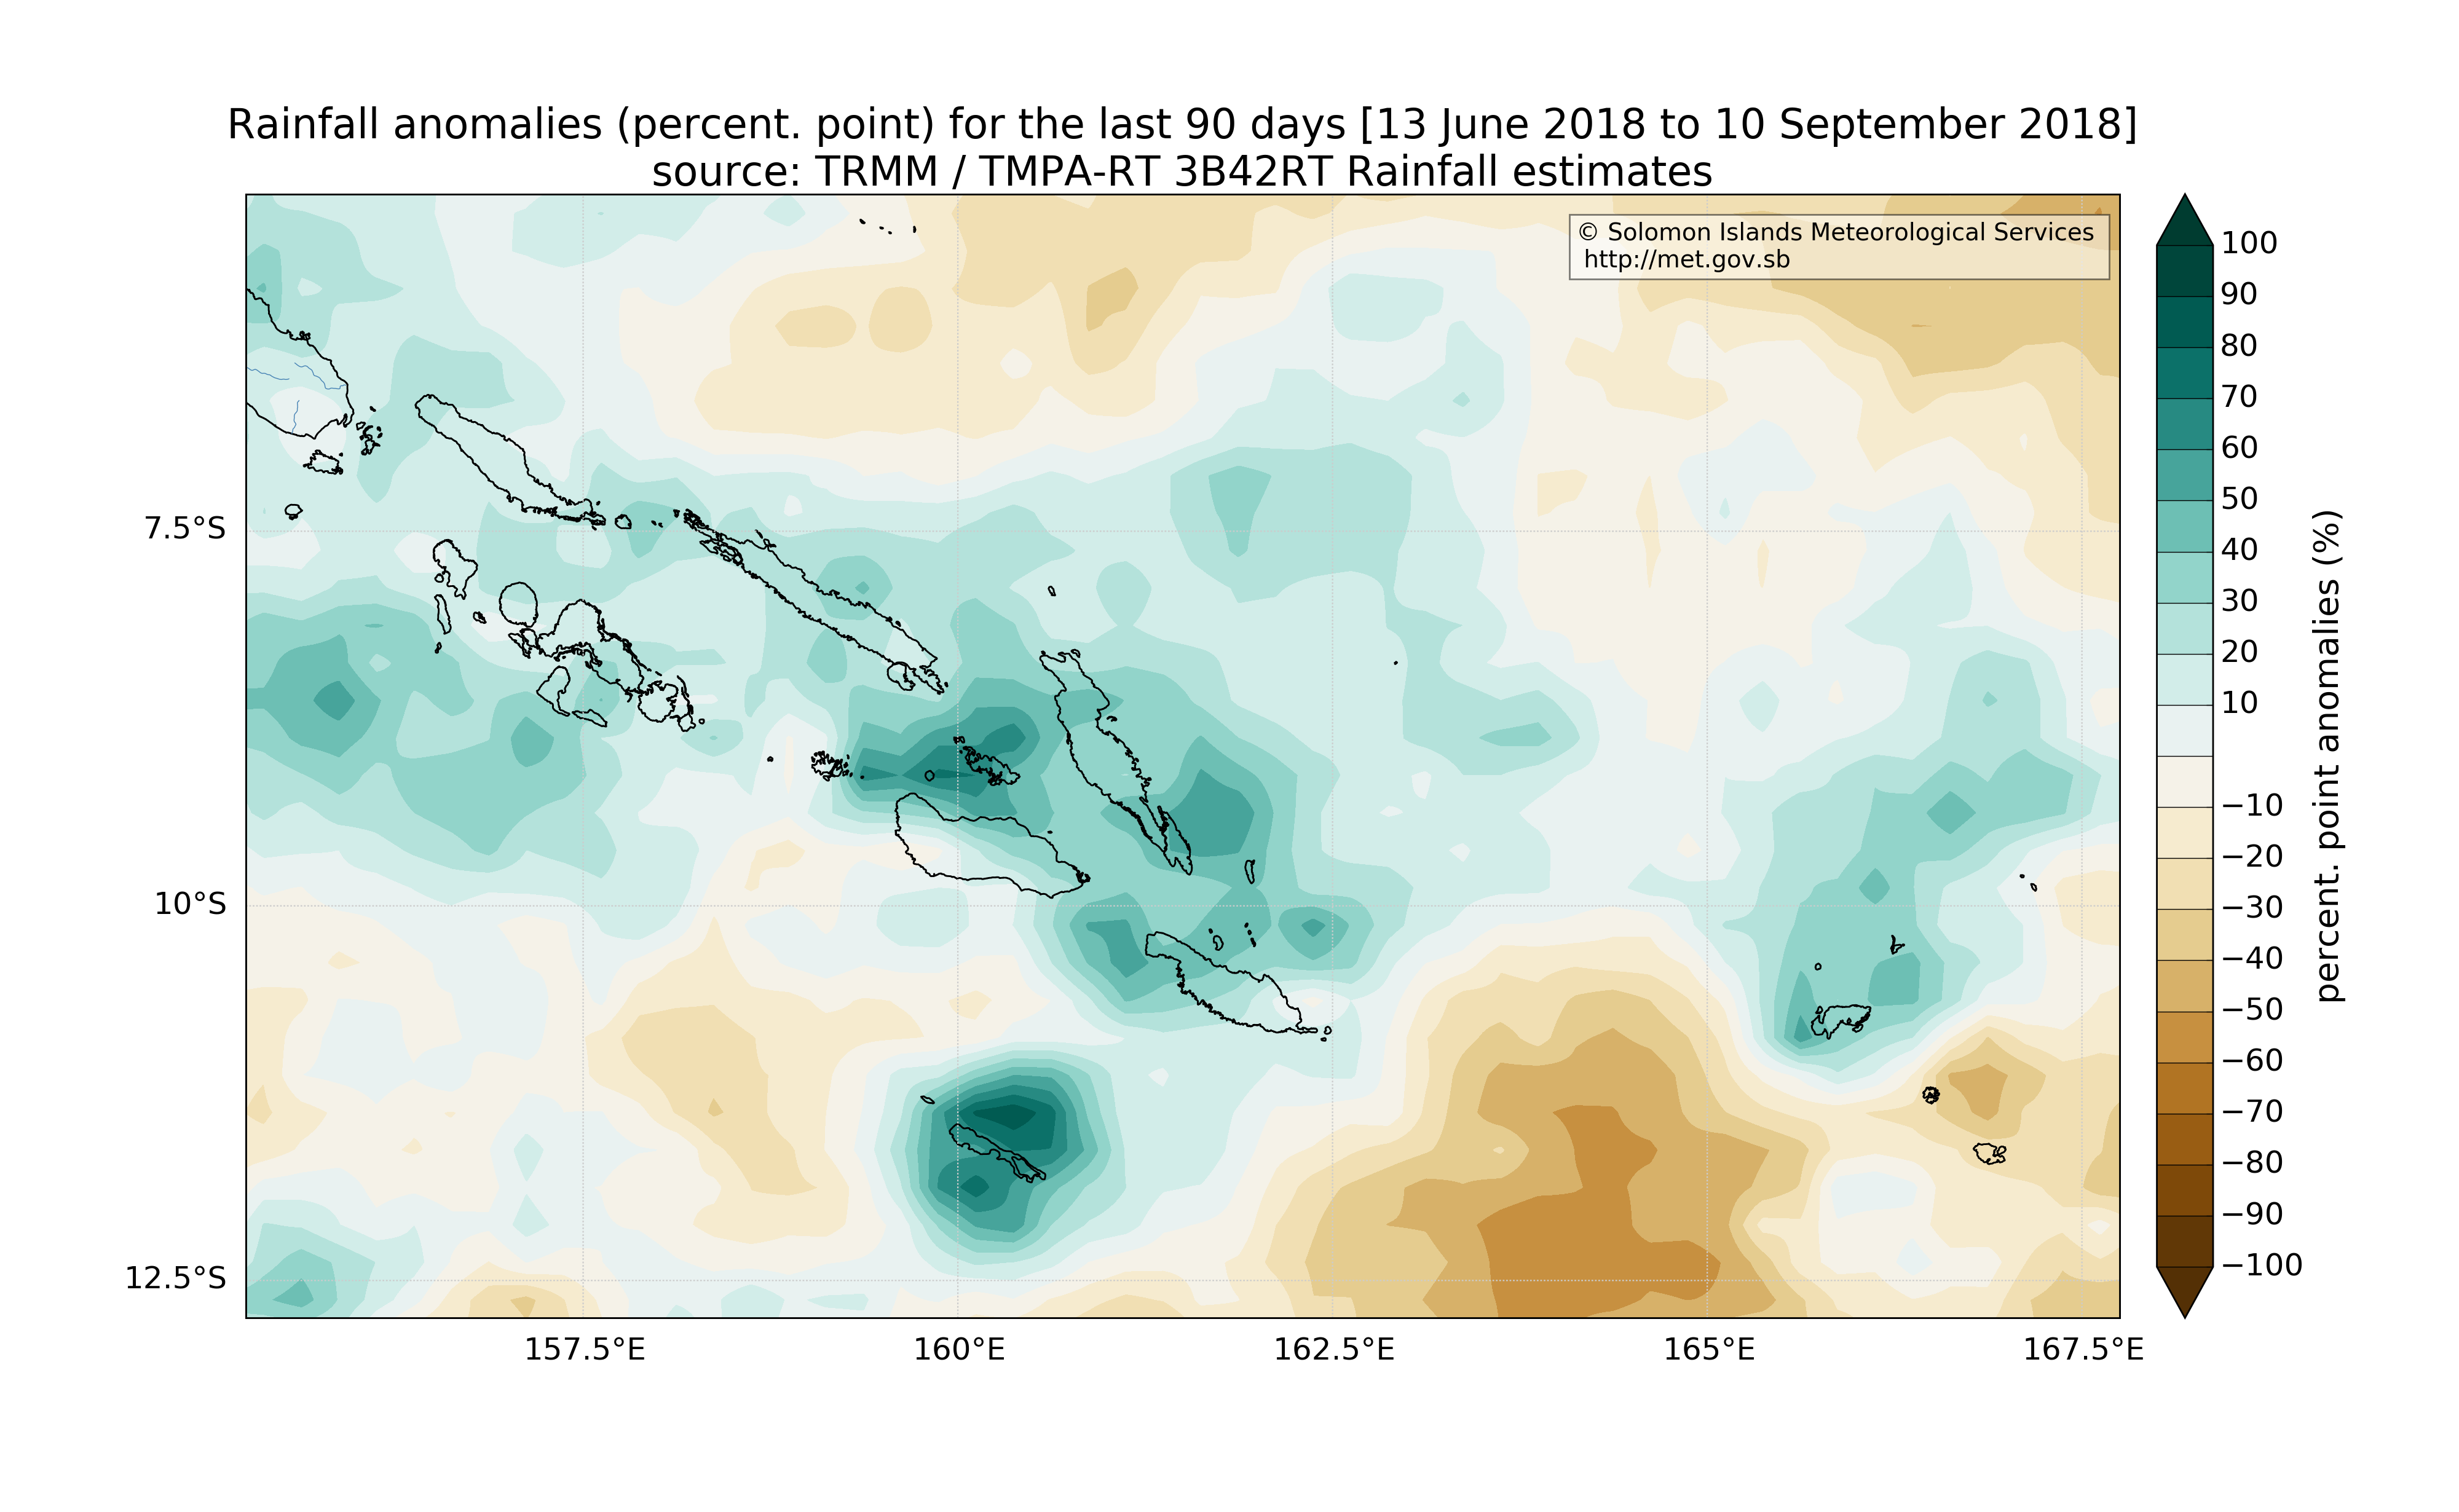 Rainfall anomalies (percent. point) for the last 90 days [13 June 2018 to 10 September 2018]
source: TRMM / TMPA-RT 3B42RT Rainfall estimates
© Solomon Islands Meteorological Services
http://met.gov.sb
7.5°S
10°S
12.5°S
157.5°E
160°E
162.5°E
165°E
167.5°E
100
90
80
70
60
50
40
30
20
10
−10
−20
−30
−40
−50
−60
−70
−80
−90
−100
percent. point anomalies (%)